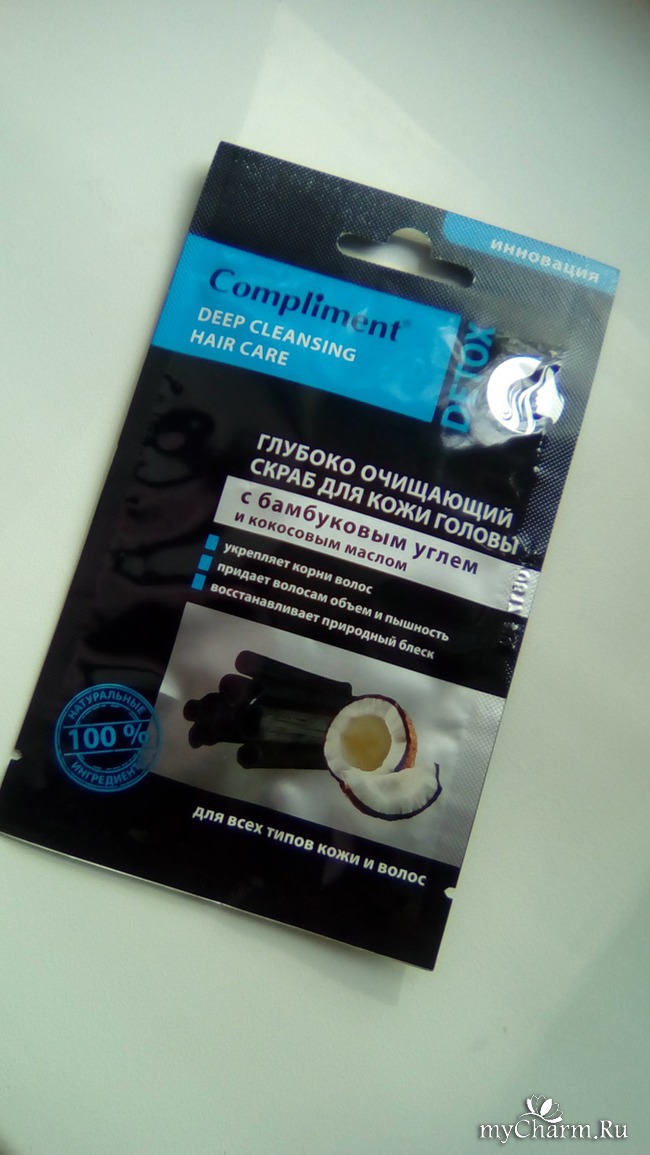 инновация
Compliment
DEEP CLEANSING
HAIR CARE
DETOX
ГЛУБОКО ОЧИЩАЮЩИЙ
СКРАБ ДЛЯ КОЖИ ГОЛОВЫ
с бамбуковым углем
и кокосовым маслом
укрепляет корни волос
придает волосам объем и пышность
восстанавливает природный блеск
НАТУРАЛЬНЫЕ
100 %
ИНГРЕДИЕНТЫ
для всех типов кожи и волос
myCharm.Ru